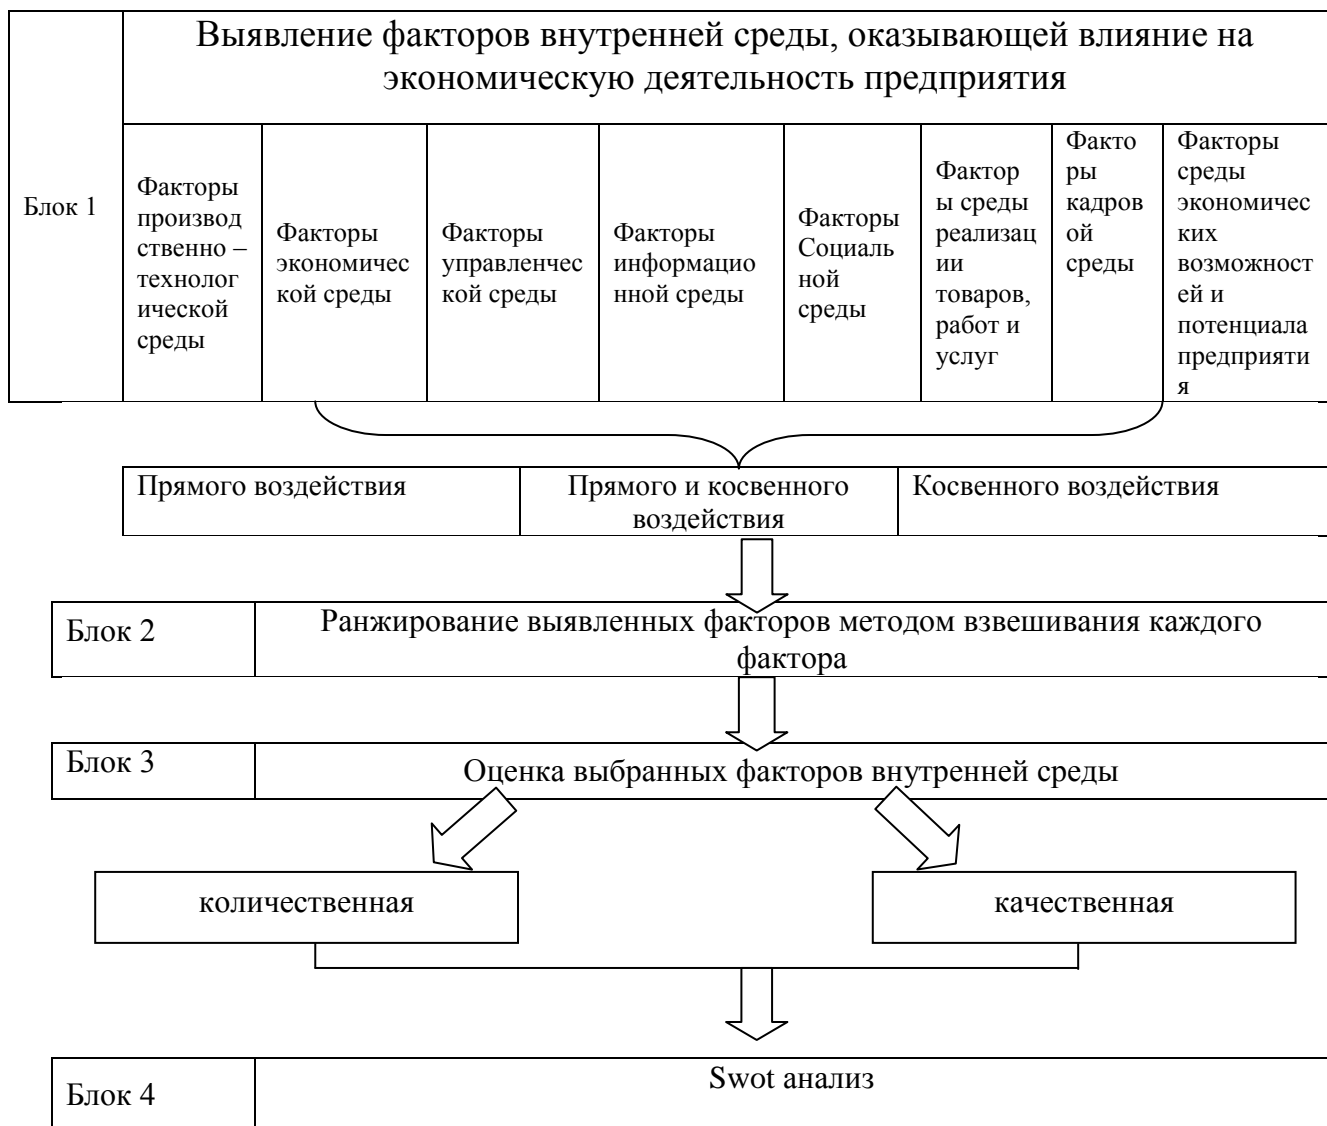 Выявление факторов внутренней среды, оказывающей влияние на
экономическую деятельность предприятия
Блок 1
Факторы
производ
ственно –
технолог
ической
среды
Факторы
экономичес
кой среды
Факторы
управленчес
кой среды
Факторы
информацио
нной среды
Факторы
Социаль
ной
среды
Фактор
ы среды
реализац
ии
товаров,
работ и
услуг
Факто
ры
кадров
ой
среды
Факторы
среды
экономичес
ких
возможност
ей и
потенциала
предприяти
я
Прямого воздействия
Прямого и косвенного
воздействия
Косвенного воздействия
Блок 2
Ранжирование выявленных факторов методом взвешивания каждого
фактора
Блок 3
Оценка выбранных факторов внутренней среды
количественная
качественная
Блок 4
Swot анализ